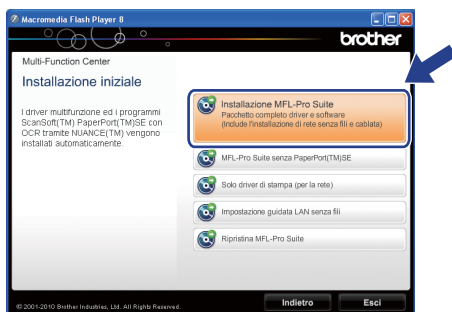 Macromedia Flash Player 8
brother
Multi-Function Center
Installazione iniziale
I driver multifunzione ed i programmi
ScanSoft(TM) PaperPort(TM)SE con
OCR tramite NUANCE(TM) vengono
installati automaticamente.
Installazione MFL-Pro Suite
Pacchetto completo driver e software
(Include l'installazione di rete senza fili e cablata)
MFL-Pro Suite senza PaperPort(TM)SE
Solo driver di stampa (per la rete)
Impostazione guidata LAN senza fili
Ripristina MFL-Pro Suite
© 2001-2010 Brother Industries, Ltd. All Rights Reserved.
Indietro
Esci